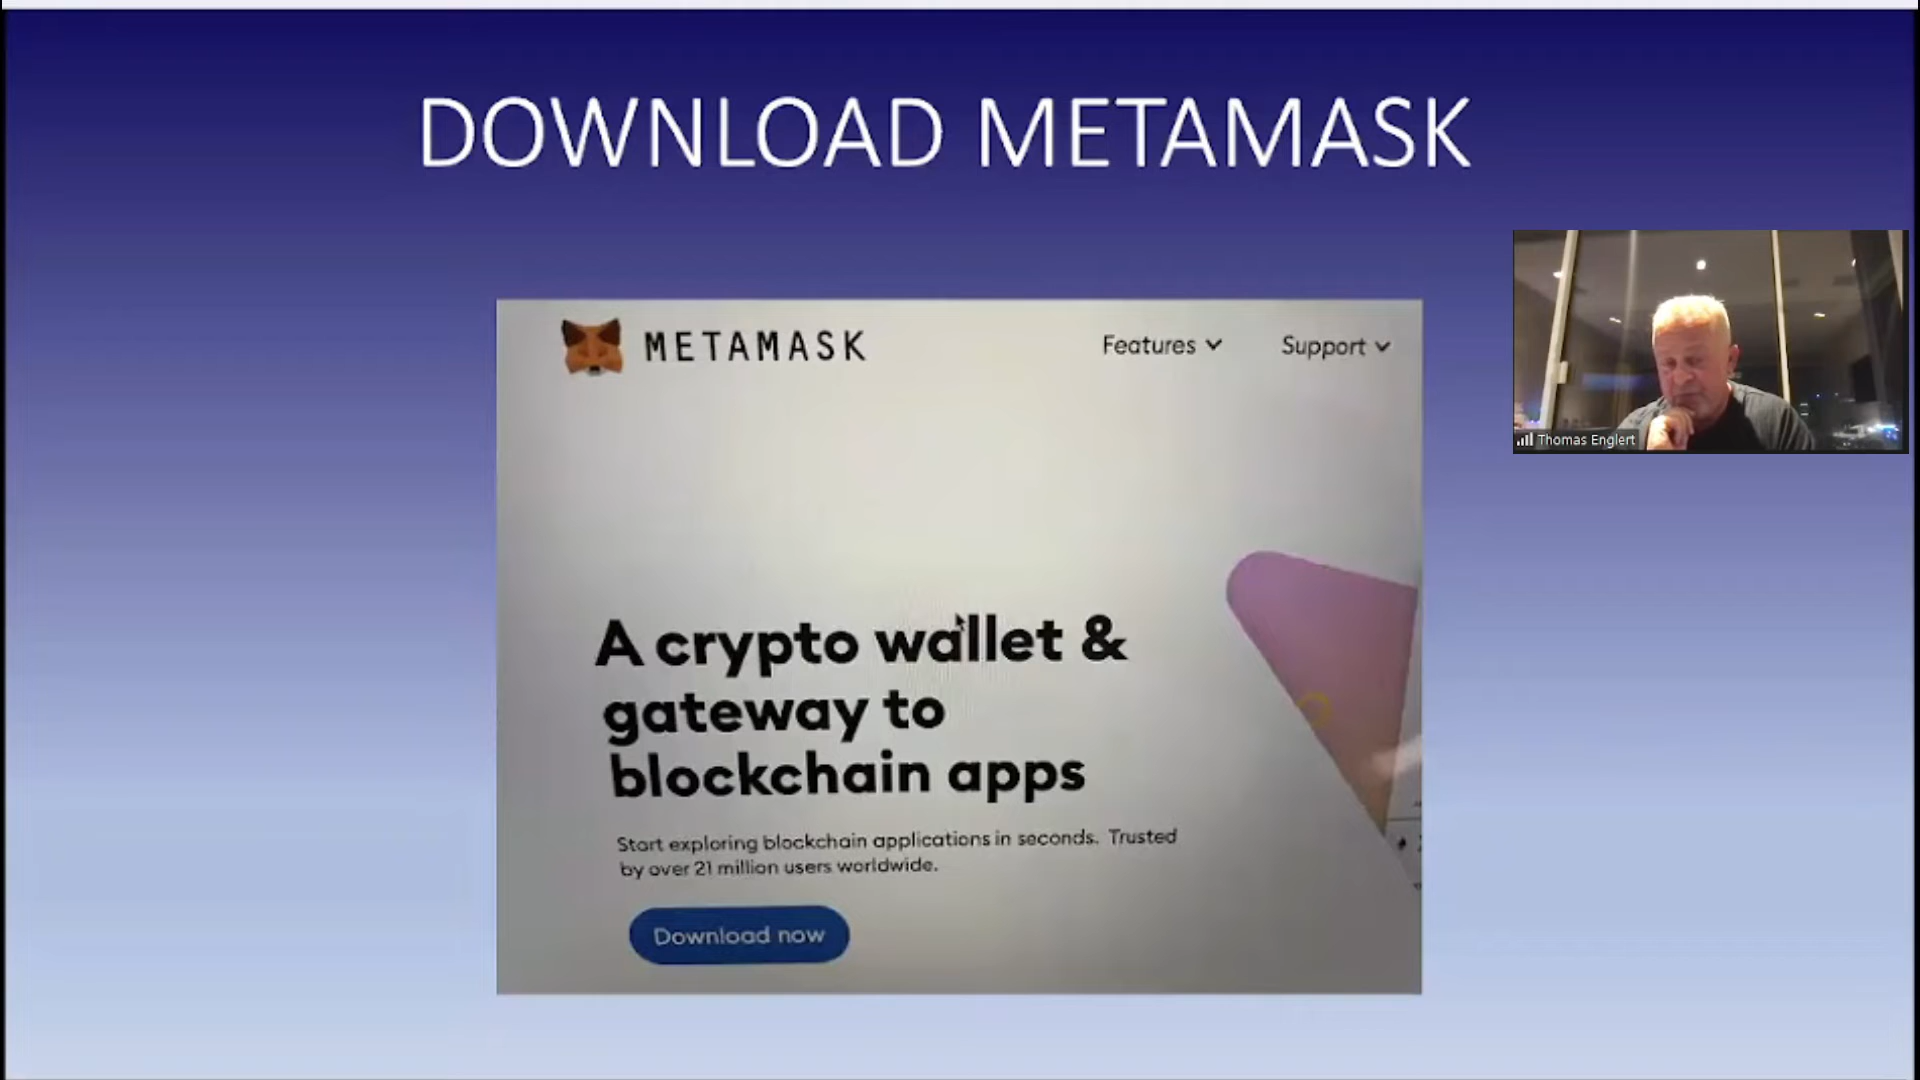 DOWNLOAD METAMASK
METAMASK
Features
Support
A crypto wallet &
gateway to
blockchain apps
Start exploring blockchain applications in seconds. Trusted
by over 21 million users worldwide.
Download now
Thomas Englert